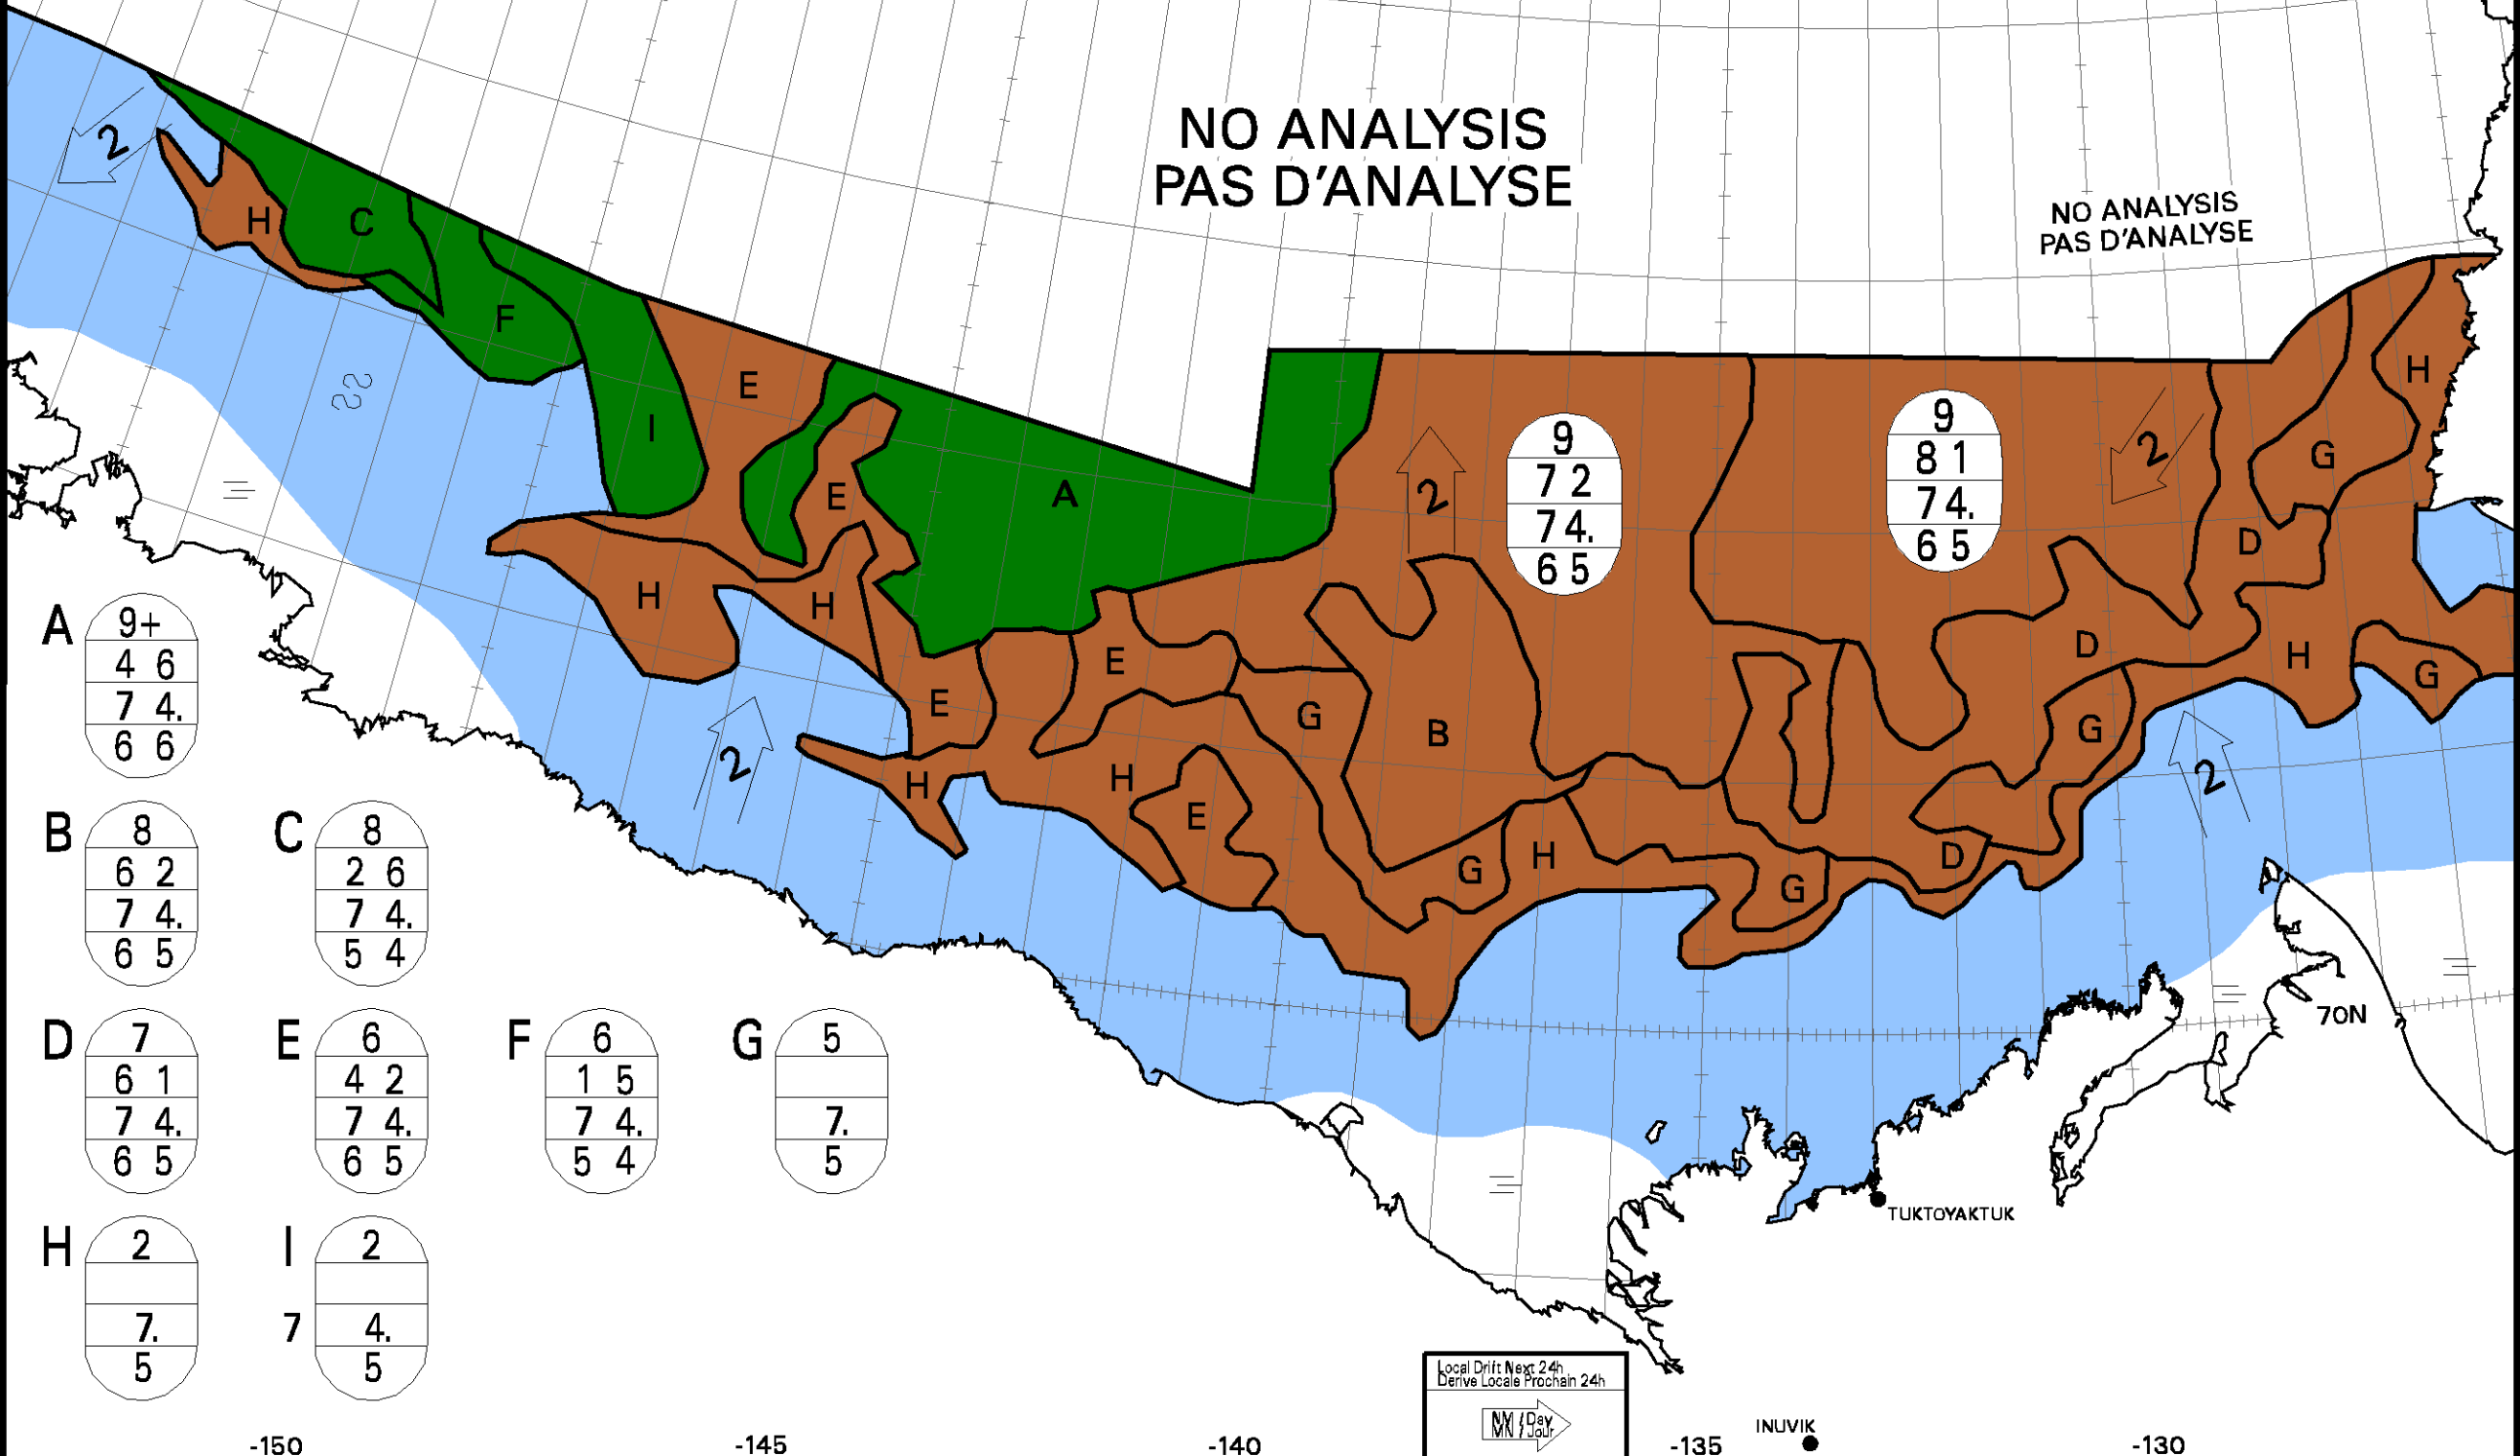 NO ANALYSIS
PAS D'ANALYSE
NO ANALYSIS
PAS D'ANALYSE
2
H
C
F
I
E
E
A
2
9
7 2
7 4.
6 5
9
8 1
7 4.
6 5
2
H
G
D
H
H
E
E
G
B
D
G
H
G
2
H
H
E
G
H
G
D
2
A
9+
4 6
7 4.
6 6
B
8
6 2
7 4.
6 5
C
8
2 6
7 4.
5 4
D
7
6 1
7 4.
6 5
E
6
4 2
7 4.
6 5
F
6
1 5
7 4.
5 4
G
5
7.
5
H
2
7.
5
I
2
7 4.
5
70N
TUKTOYAKTUK
Local Drift Next 24h
Derive Locale Prochain 24h
NM / Day
MN / Jour
INUVIK
-150
-145
-140
-135
-130